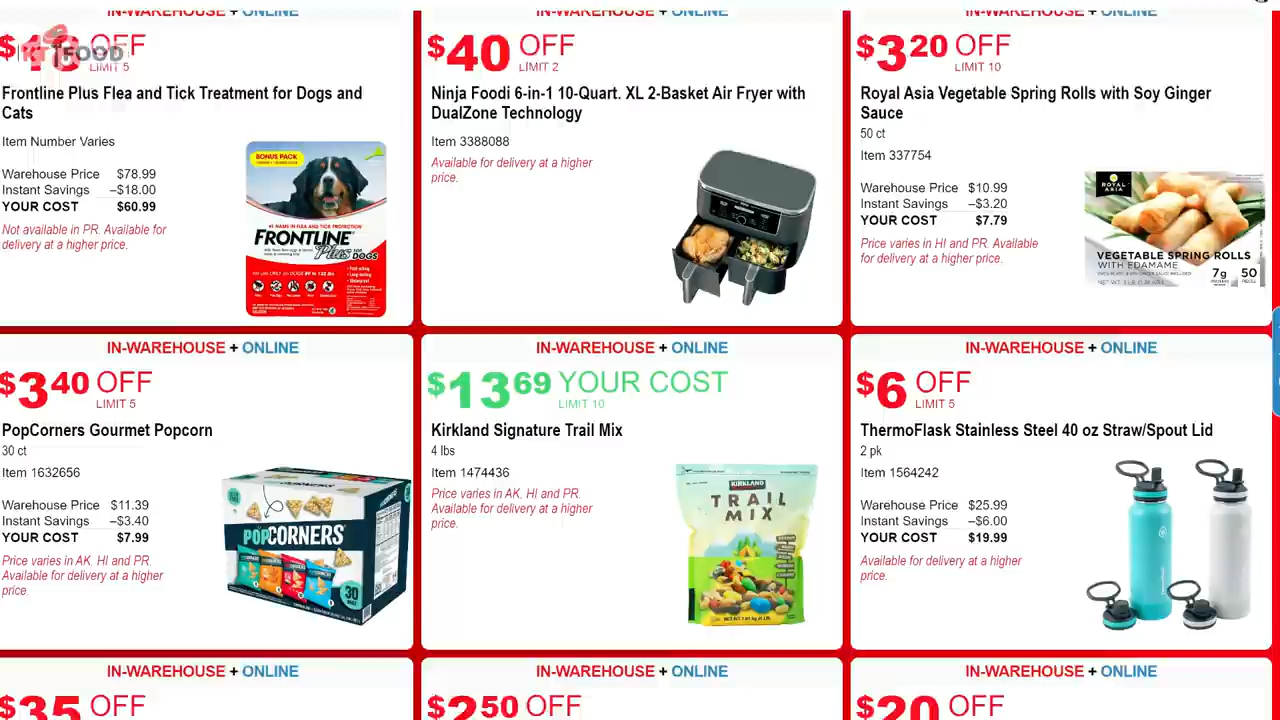 IN-WAREHOUSE + ONLINE
$18 OFF
FOOD
LIMIT 5
Frontline Plus Flea and Tick Treatment for Dogs and
Cats
Item Number Varies
Warehouse Price $78.99
Instant Savings –$18.00
YOUR COST $60.99
Not available in PR. Available for
delivery at a higher price.
BONUS PACK
FRONTLINE
Plus FOR DOGS
IN-WAREHOUSE + ONLINE
$40 OFF
LIMIT 2
Ninja Foodi 6-in-1 10-Quart. XL 2-Basket Air Fryer with
DualZone Technology
Item 3388088
Available for delivery at a higher
price.
IN-WAREHOUSE + ONLINE
$3 20 OFF
LIMIT 10
Royal Asia Vegetable Spring Rolls with Soy Ginger
Sauce
50 ct
Item 337754
Warehouse Price $10.99
Instant Savings –$3.20
YOUR COST $7.79
Price varies in HI and PR. Available
for delivery at a higher price.
ROYAL
ASIA
VEGETABLE SPRING ROLLS
WITH EDAMAME
7g 50
IN-WAREHOUSE + ONLINE
$3 40 OFF
LIMIT 5
PopCorners Gourmet Popcorn
30 ct
Item 1632656
Warehouse Price $11.39
Instant Savings –$3.40
YOUR COST $7.99
Price varies in AK, HI and PR.
Available for delivery at a higher
price.
POPCORNERS
30
IN-WAREHOUSE + ONLINE
$13 69 YOUR COST
LIMIT 10
Kirkland Signature Trail Mix
4 lbs
Item 1474436
Price varies in AK, HI and PR.
Available for delivery at a higher
price.
KIRKLAND
TRAIL
MIX
IN-WAREHOUSE + ONLINE
$6 OFF
LIMIT 5
ThermoFlask Stainless Steel 40 oz Straw/Spout Lid
2 pk
Item 1564242
Warehouse Price $25.99
Instant Savings –$6.00
YOUR COST $19.99
Available for delivery at a higher
price.
IN-WAREHOUSE + ONLINE
$35 OFF
IN-WAREHOUSE + ONLINE
$2 50 OFF
IN-WAREHOUSE + ONLINE
$20 OFF